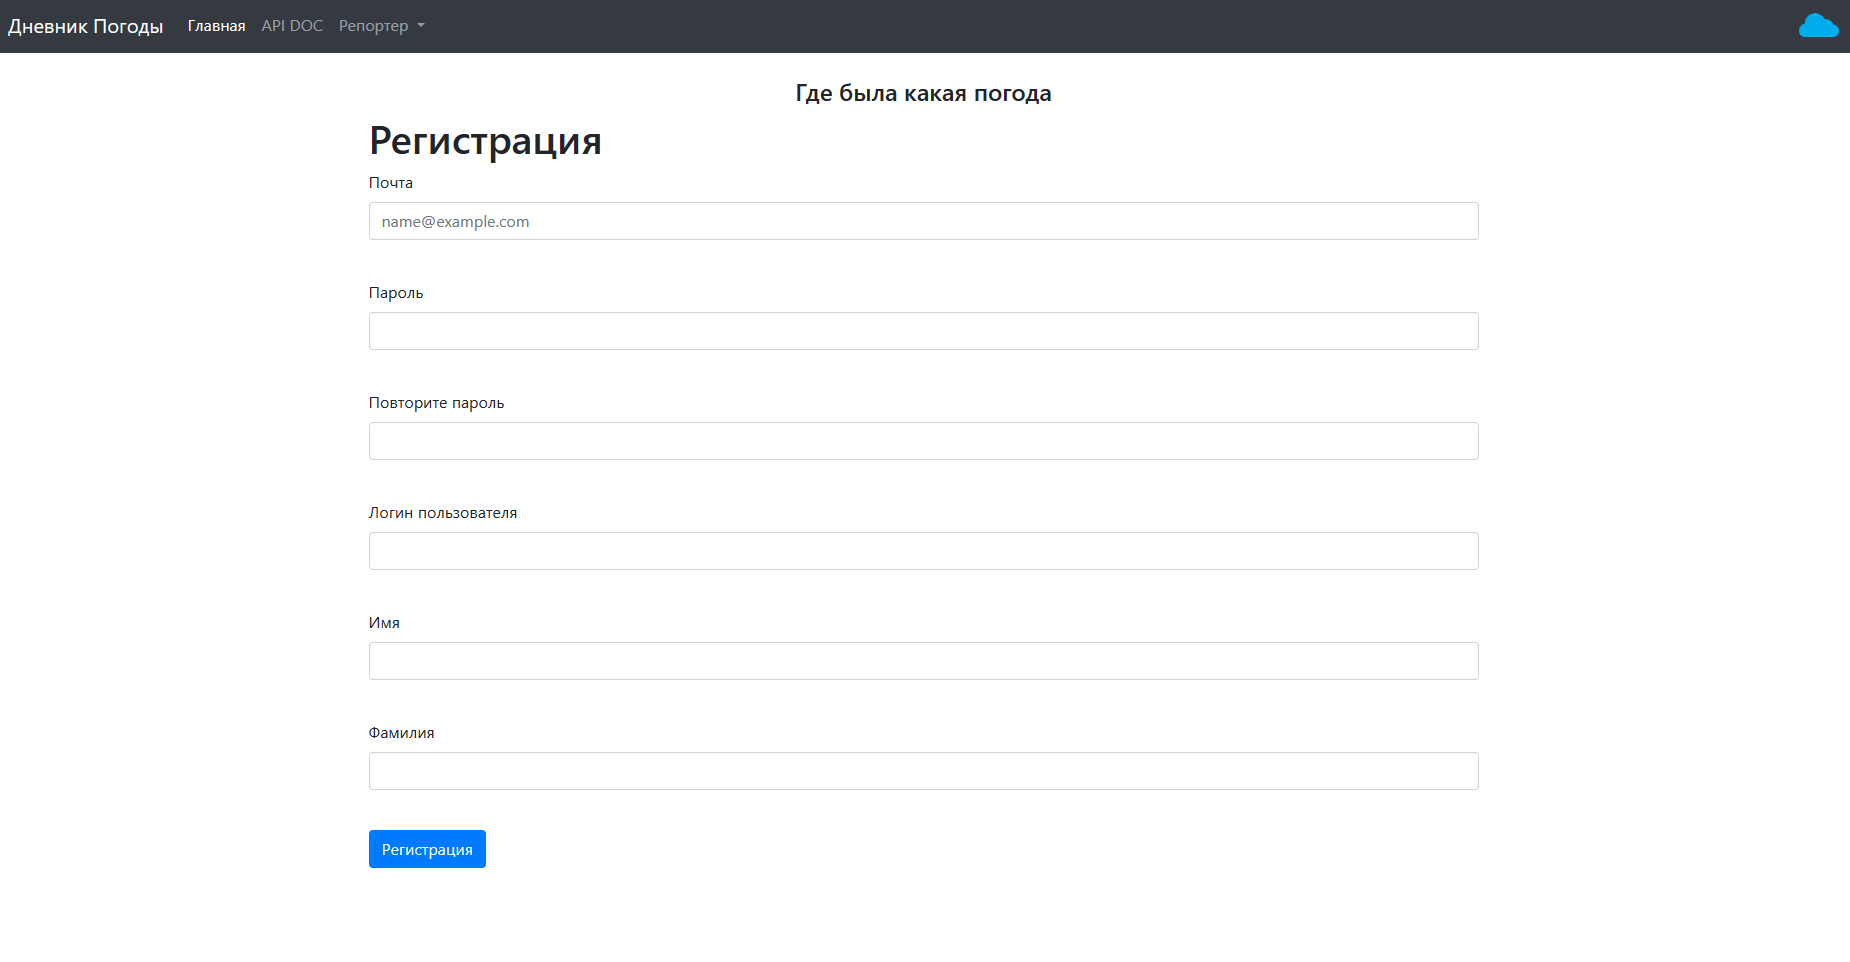 Дневник Погоды Главная API DOC Репортер
Где была какая погода
Регистрация
Почта
name@example.com
Пароль
Повторите пароль
Логин пользователя
Имя
Фамилия
Регистрация